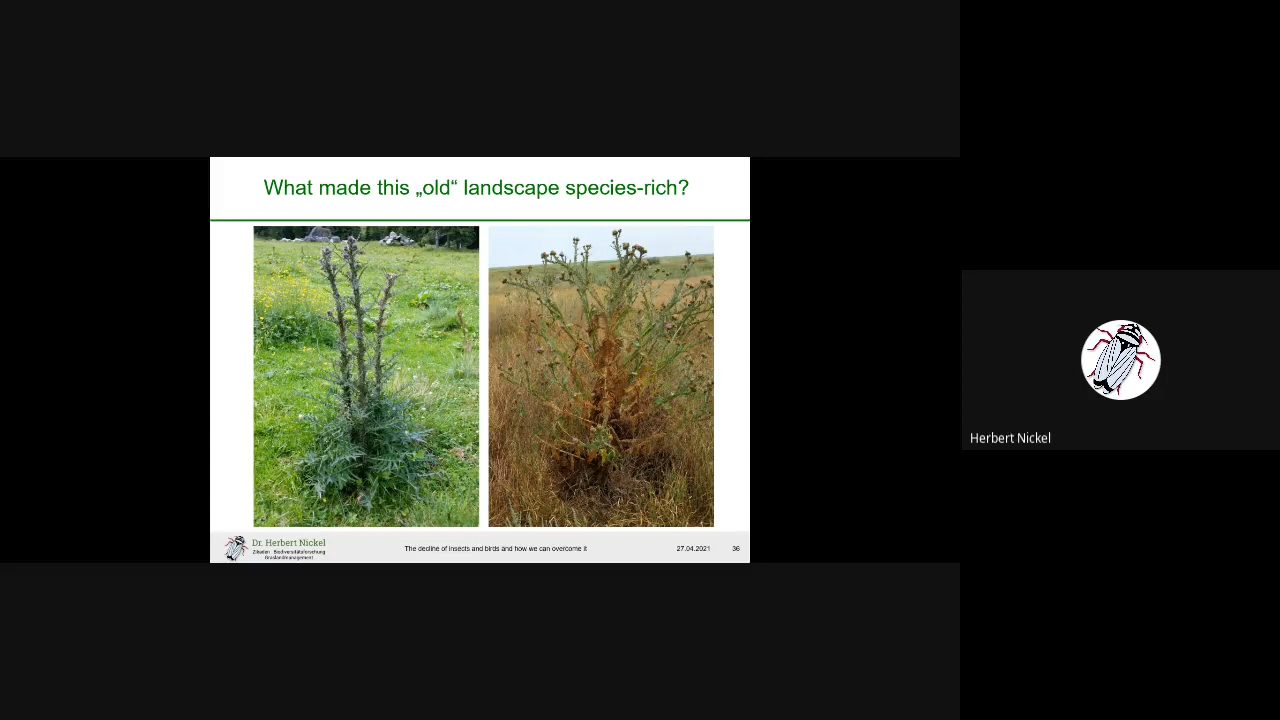 What made this „old“ landscape species-rich?
Dr. Herbert Nickel
Zikaden Biodiversitätsforschung
Graslandmanagement
The decline of insects and birds and how we can overcome it
27.04.2021
36
Herbert Nickel